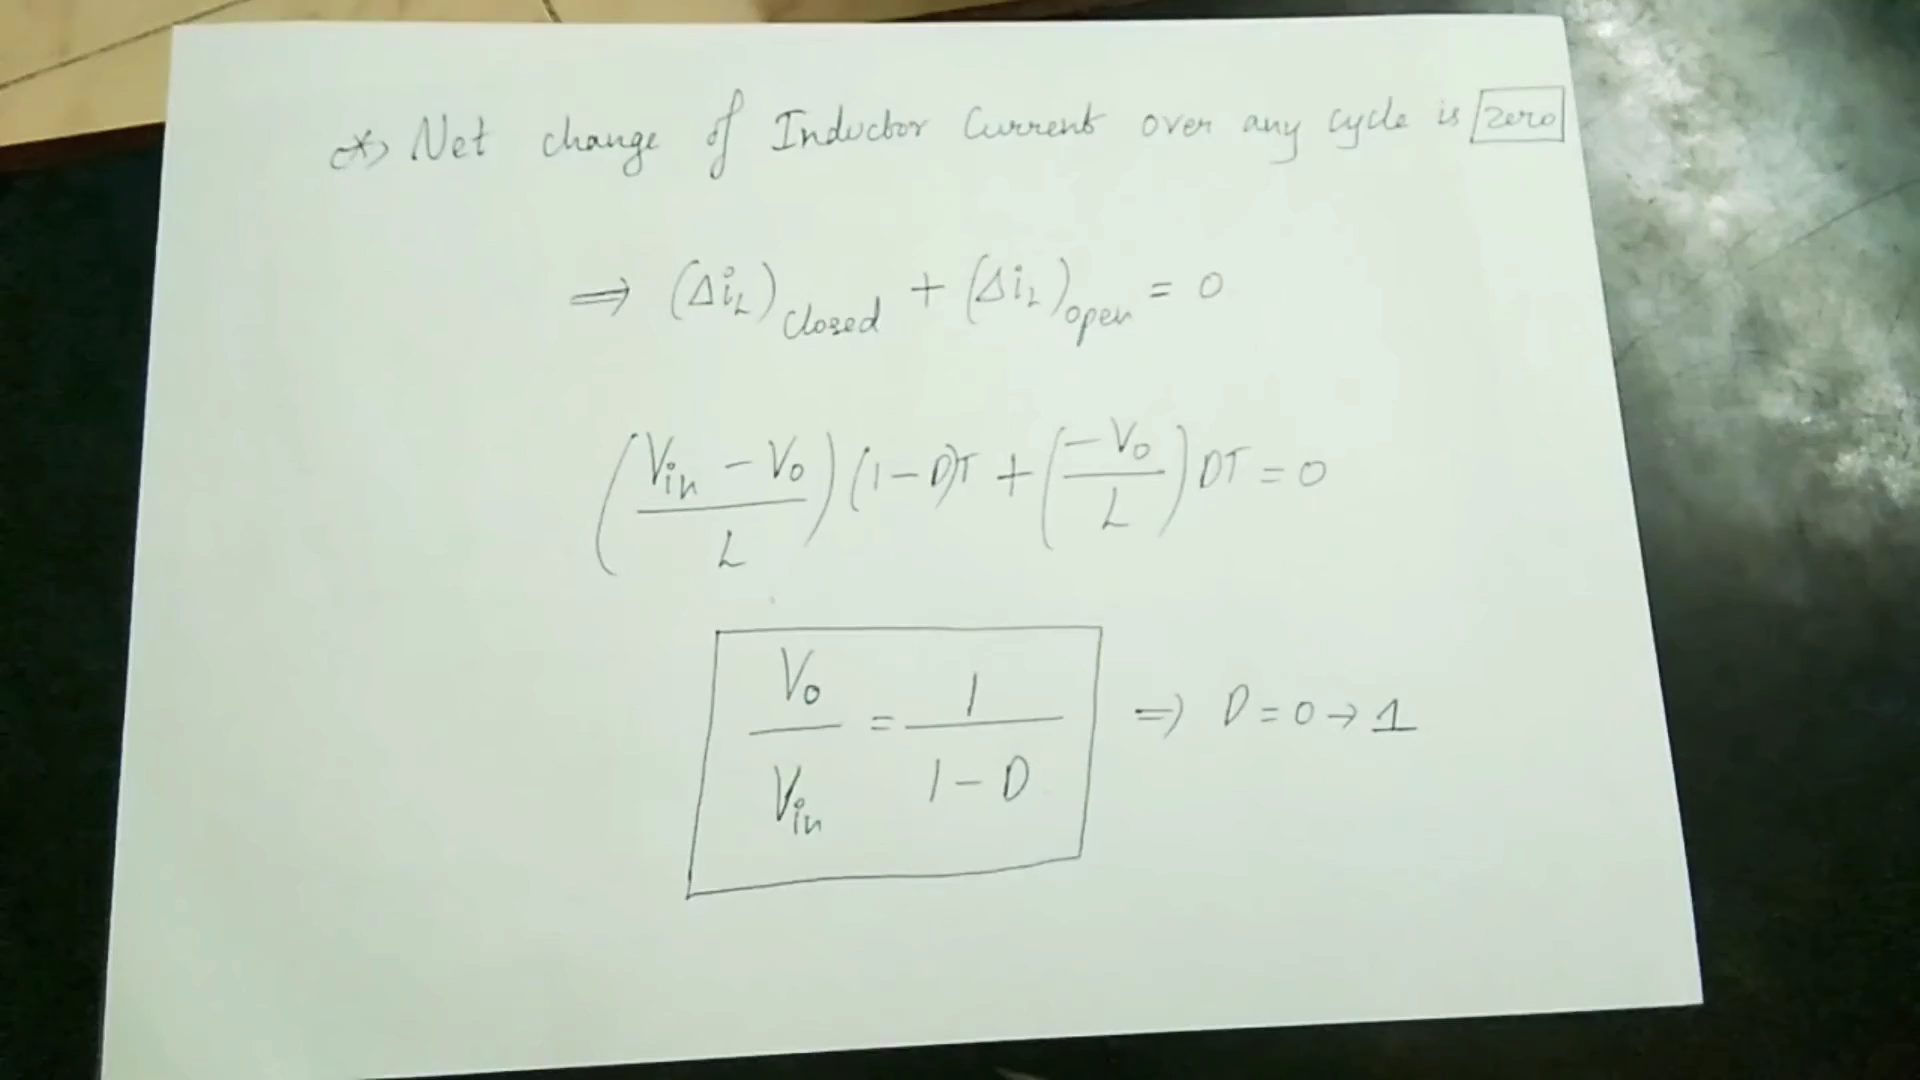 *⟩ Net change of Inductor Current over any cycle is zero
⟹ (Δi_L)_closed + (Δi_L)_open = 0
((V_in − V_o)/L)(1−D)T + (−V_o/L)DT = 0
V_o/V_in = 1/(1−D) ⇒ D = 0 → 1